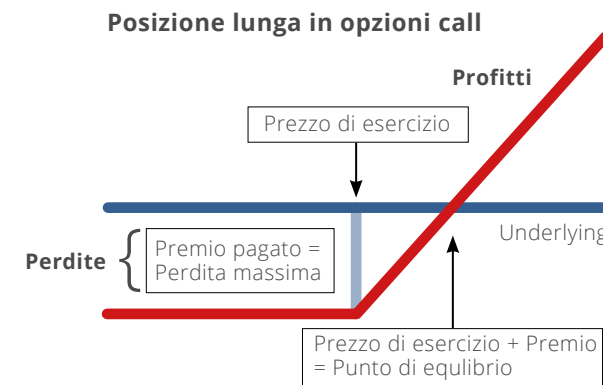 Posizione lunga in opzioni call
Profitti
Prezzo di esercizio
Underlying
Perdite
Premio pagato =
Perdita massima
Prezzo di esercizio + Premio
= Punto di equlibrio